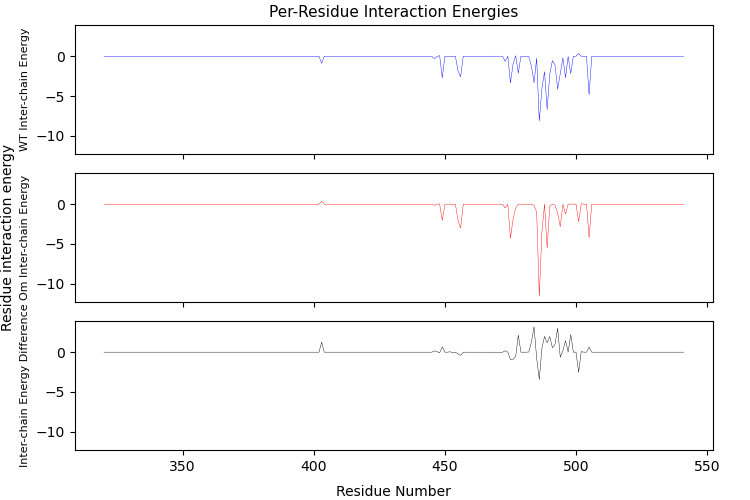 Per-Residue Interaction Energies
WT Inter-chain Energy
0
−5
−10
Residue interaction energy
Om Inter-chain Energy
0
−5
−10
Inter-chain Energy Difference
0
−5
−10
350
400
450
500
550
Residue Number